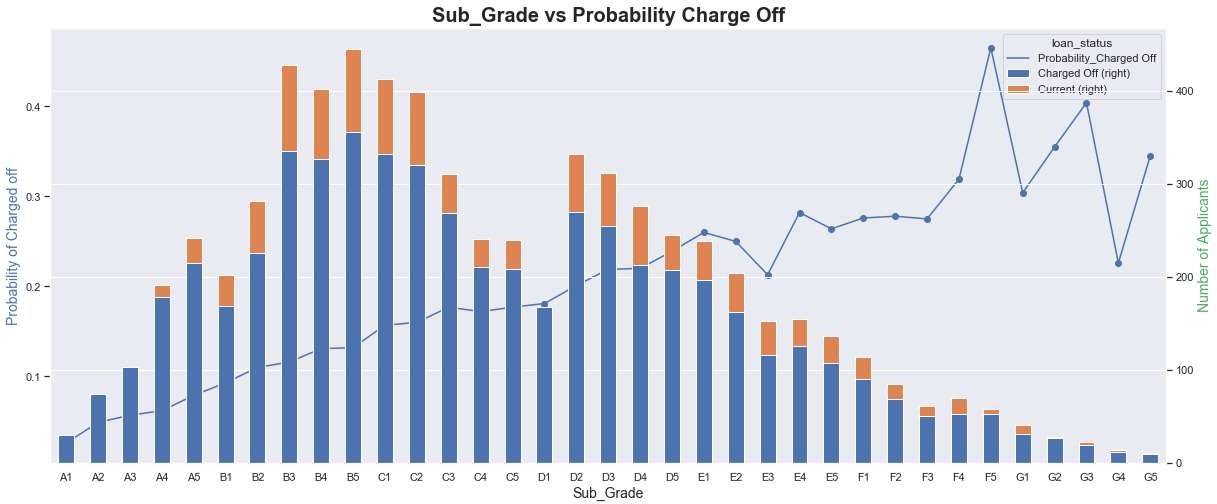 Sub_Grade vs Probability Charge Off
loan_status
Probability_Charged Off
Charged Off (right)
Current (right)
Probability of Charged off
0.4
0.3
0.2
0.1
Number of Applicants
400
300
200
100
0
A1 A2 A3 A4 A5 B1 B2 B3 B4 B5 C1 C2 C3 C4 C5 D1 D2 D3 D4 D5 E1 E2 E3 E4 E5 F1 F2 F3 F4 F5 G1 G2 G3 G4 G5
Sub_Grade